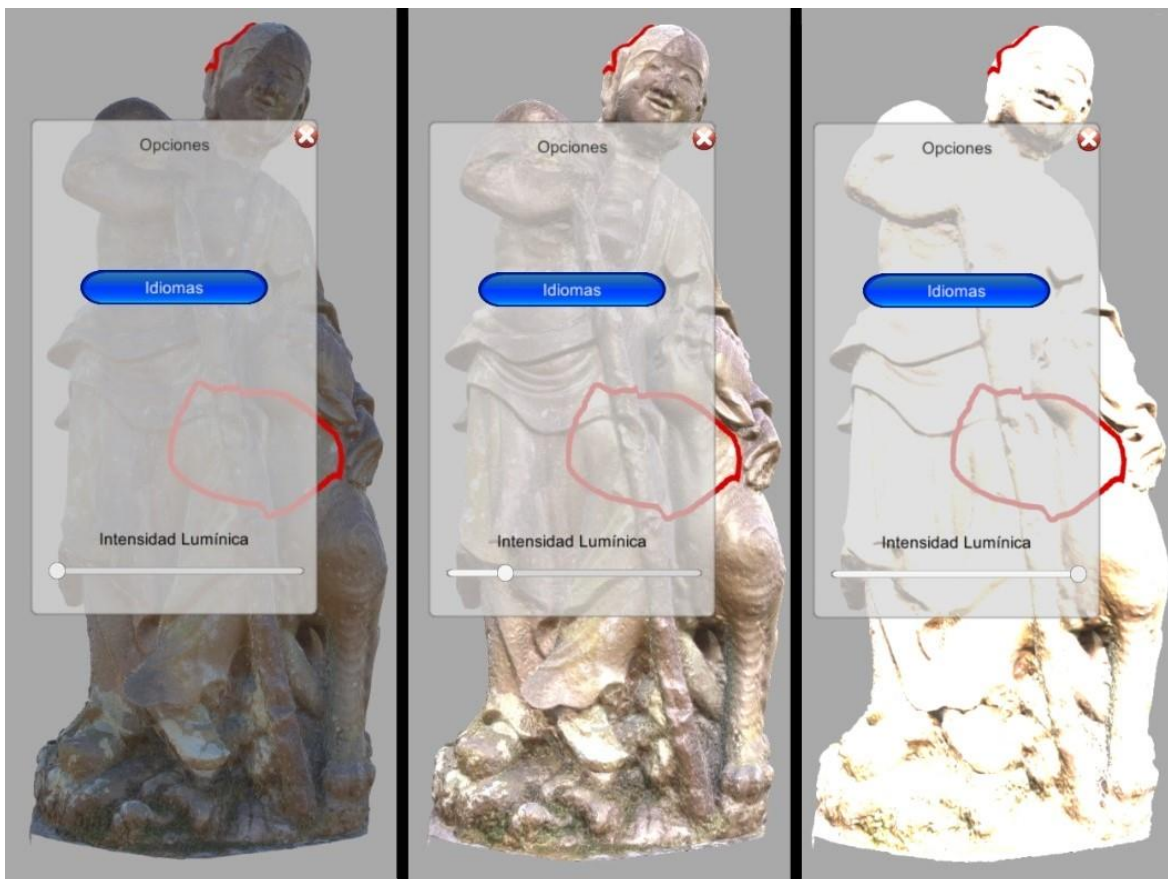 Opciones
Idiomas
Intensidad Lumínica
Opciones
Idiomas
Intensidad Lumínica
Opciones
Idiomas
Intensidad Lumínica